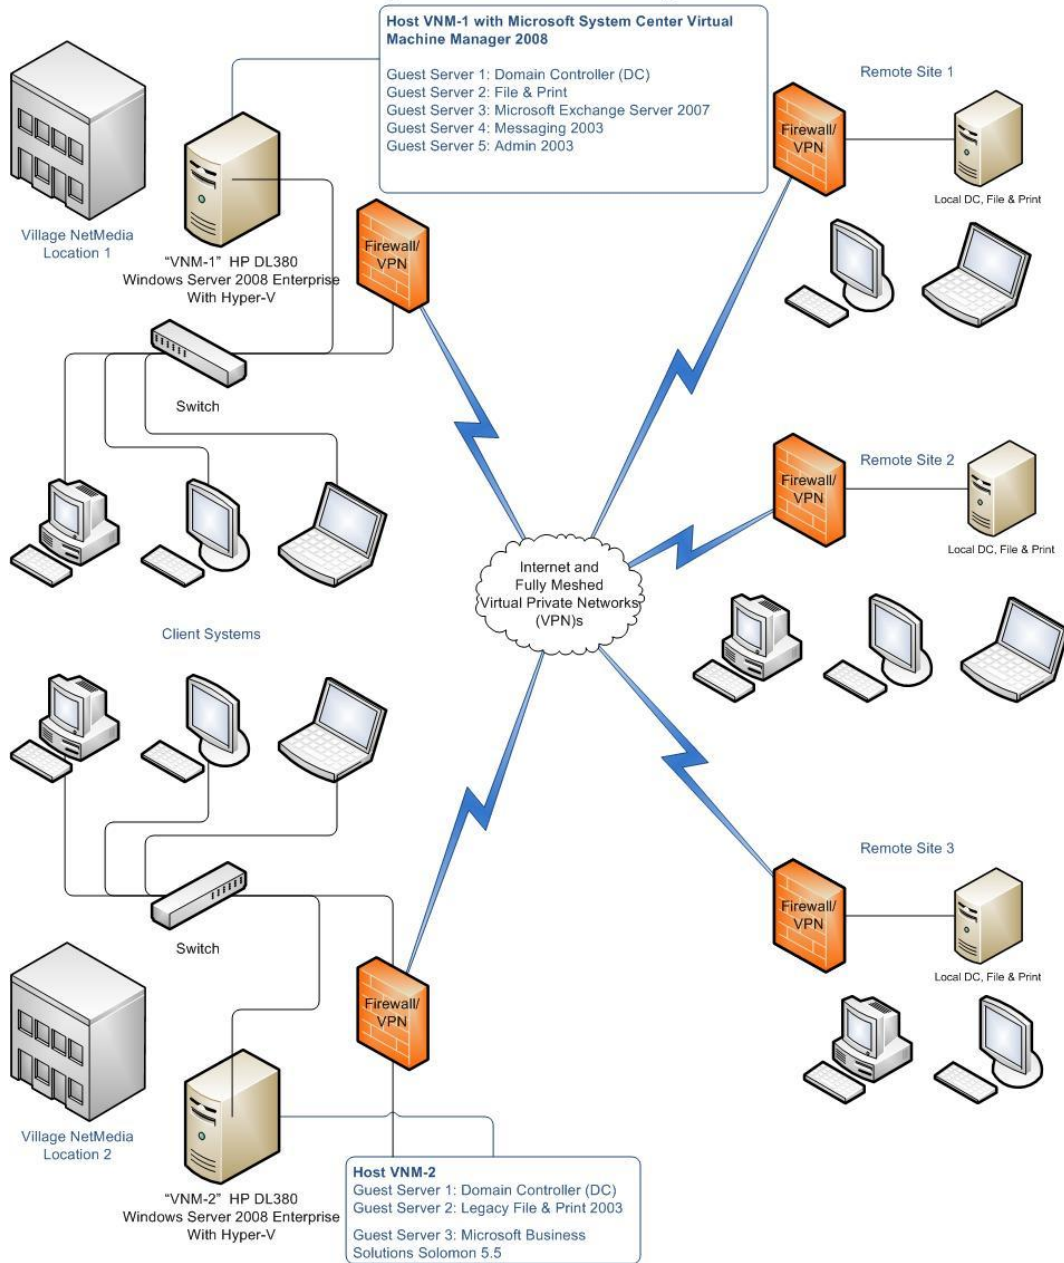 Host VNM-1 with Microsoft System Center Virtual
Machine Manager 2008
Guest Server 1: Domain Controller (DC)
Guest Server 2: File & Print
Guest Server 3: Microsoft Exchange Server 2007
Guest Server 4: Messaging 2003
Guest Server 5: Admin 2003
Village NetMedia
Location 1
"VNM-1" HP DL380
Windows Server 2008 Enterprise
With Hyper-V
Firewall/
VPN
Switch
Remote Site 1
Firewall/
VPN
Local DC, File & Print
Remote Site 2
Firewall/
VPN
Local DC, File & Print
Internet and
Fully Meshed
Virtual Private Networks
(VPN)s
Client Systems
Remote Site 3
Firewall/
VPN
Local DC, File & Print
Switch
Firewall/
VPN
Village NetMedia
Location 2
"VNM-2" HP DL380
Windows Server 2008 Enterprise
With Hyper-V
Host VNM-2
Guest Server 1: Domain Controller (DC)
Guest Server 2: Legacy File & Print 2003
Guest Server 3: Microsoft Business
Solutions Solomon 5.5